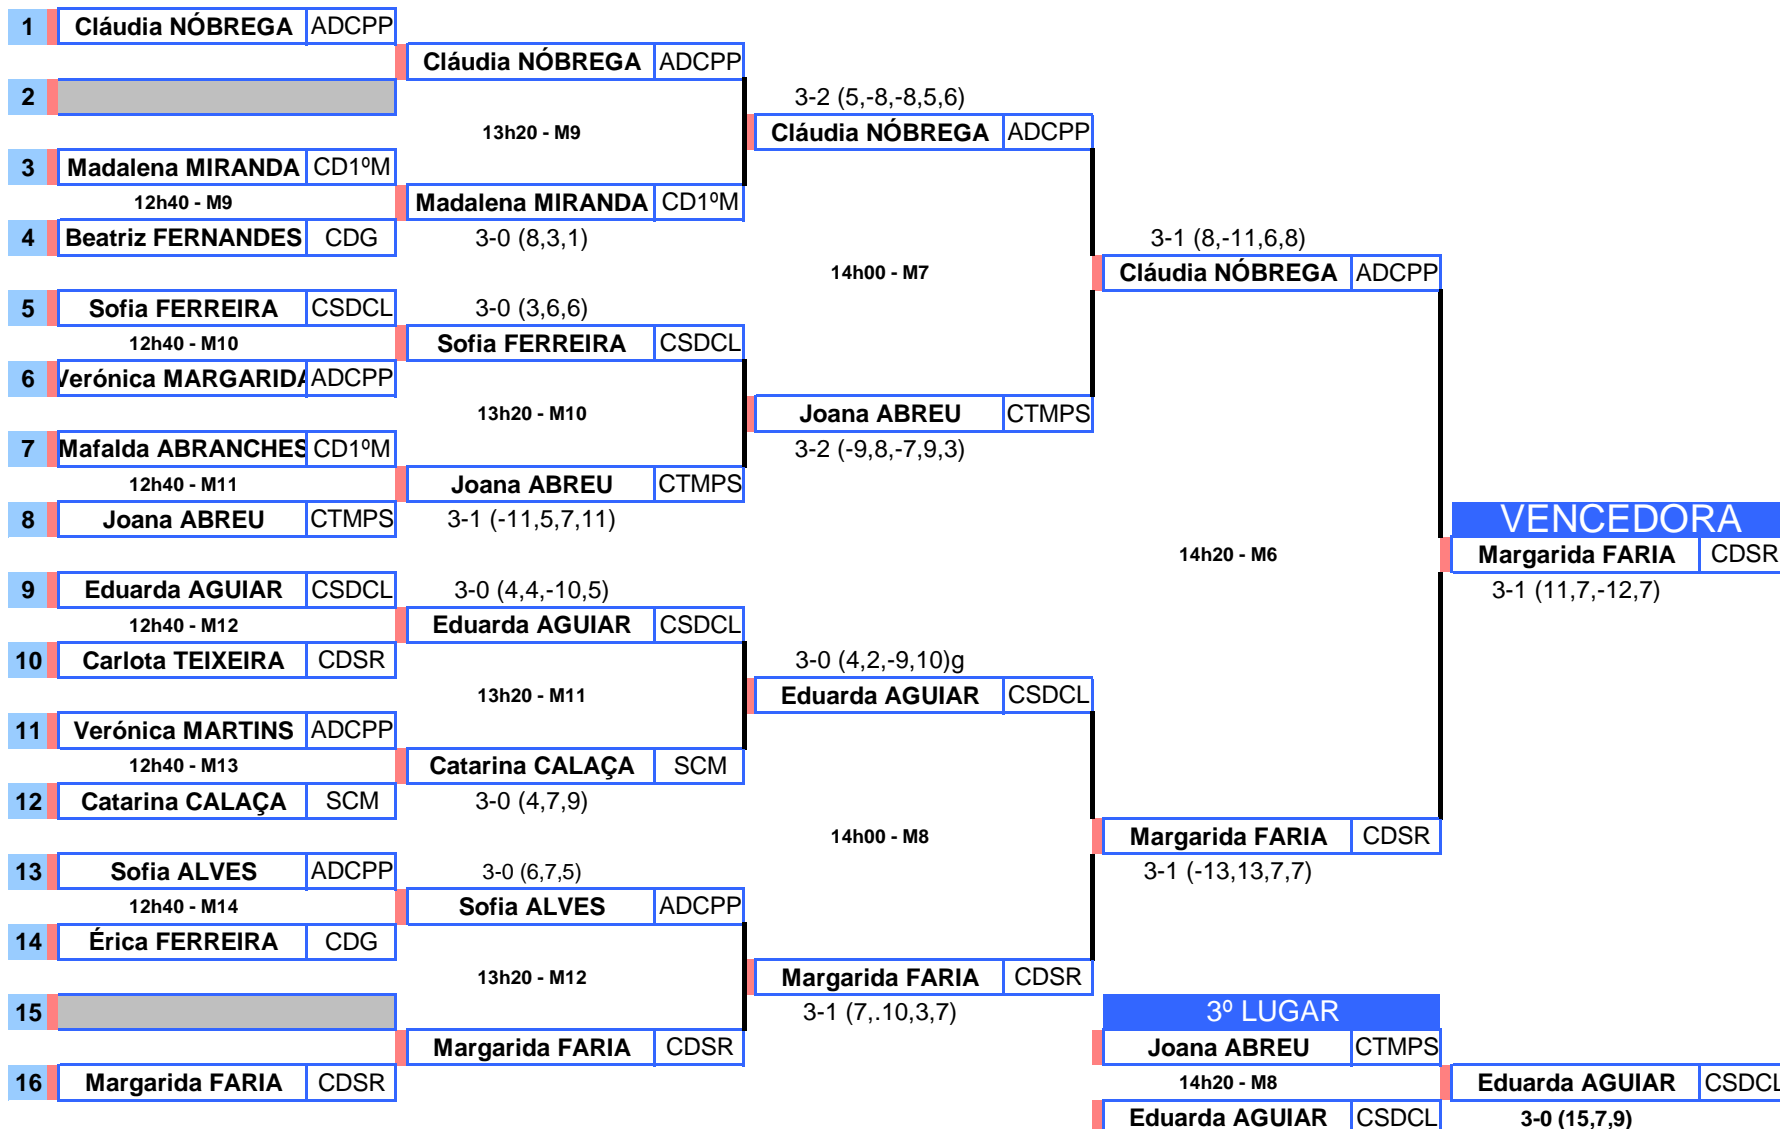 1 Cláudia NÓBREGA ADCPP
Cláudia NÓBREGA ADCPP
2
3-2 (5,-8,-8,5,6)
13h20 - M9
Cláudia NÓBREGA ADCPP
3 Madalena MIRANDA CD1ºM
12h40 - M9
Madalena MIRANDA CD1ºM
4 Beatriz FERNANDES CDG
3-0 (8,3,1)
3-1 (8,-11,6,8)
14h00 - M7
Cláudia NÓBREGA ADCPP
5 Sofia FERREIRA CSDCL
3-0 (3,6,6)
12h40 - M10
Sofia FERREIRA CSDCL
6 Verónica MARGARIDA ADCPP
13h20 - M10
Joana ABREU CTMPS
7 Mafalda ABRANCHES CD1ºM
3-2 (-9,8,-7,9,3)
12h40 - M11
Joana ABREU CTMPS
8 Joana ABREU CTMPS
3-1 (-11,5,7,11)
VENCEDORA
14h20 - M6
Margarida FARIA CDSR
9 Eduarda AGUIAR CSDCL
3-0 (4,4,-10,5)
3-1 (11,7,-12,7)
12h40 - M12
Eduarda AGUIAR CSDCL
10 Carlota TEIXEIRA CDSR
3-0 (4,2,-9,10)g
13h20 - M11
Eduarda AGUIAR CSDCL
11 Verónica MARTINS ADCPP
12h40 - M13
Catarina CALAÇA SCM
12 Catarina CALAÇA SCM
3-0 (4,7,9)
14h00 - M8
Margarida FARIA CDSR
13 Sofia ALVES ADCPP
3-0 (6,7,5)
3-1 (-13,13,7,7)
12h40 - M14
Sofia ALVES ADCPP
14 Érica FERREIRA CDG
13h20 - M12
Margarida FARIA CDSR
15
3-1 (7,.10,3,7)
3º LUGAR
Margarida FARIA CDSR
Joana ABREU CTMPS
16 Margarida FARIA CDSR
14h20 - M8
Eduarda AGUIAR CSDCL
Eduarda AGUIAR CSDCL
3-0 (15,7,9)